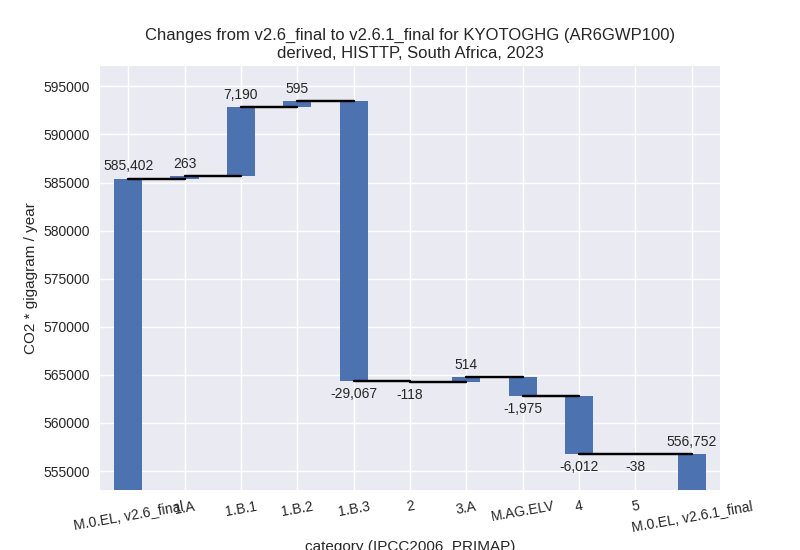 Changes from v2.6_final to v2.6.1_final for KYOTOGHG (AR6GWP100)
derived, HISTTP, South Africa, 2023
CO2 * gigagram / year
595000
590000
585000
580000
575000
570000
565000
560000
555000
585,402
263
7,190
595
-29,067
-118
514
-1,975
-6,012
-38
556,752
M.0.EL, v2.6_final
1.A
1.B.1
1.B.2
1.B.3
2
3.A
M.AG.ELV
4
5
M.0.EL, v2.6.1_final
category (IPCC2006_PRIMAP)